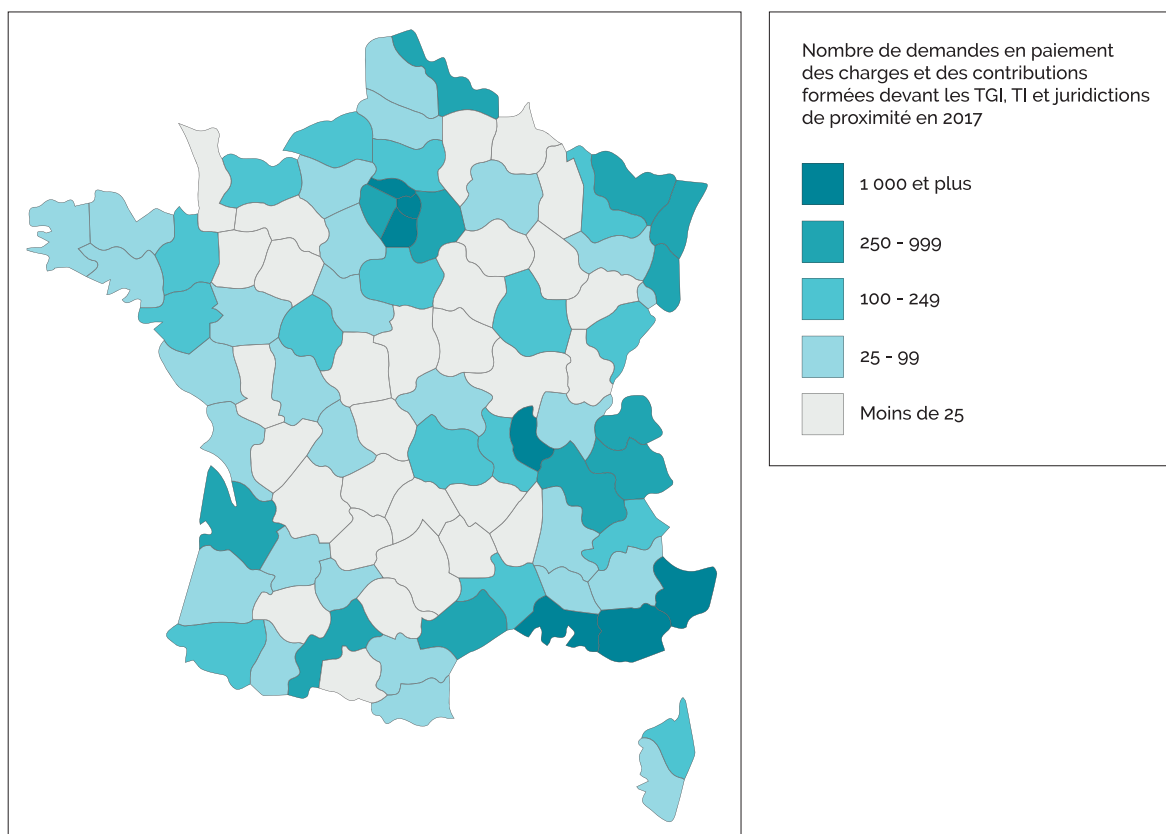 Nombre de demandes en paiement
des charges et des contributions
formées devant les TGI, TI et juridictions
de proximité en 2017
1 000 et plus
250 - 999
100 - 249
25 - 99
Moins de 25